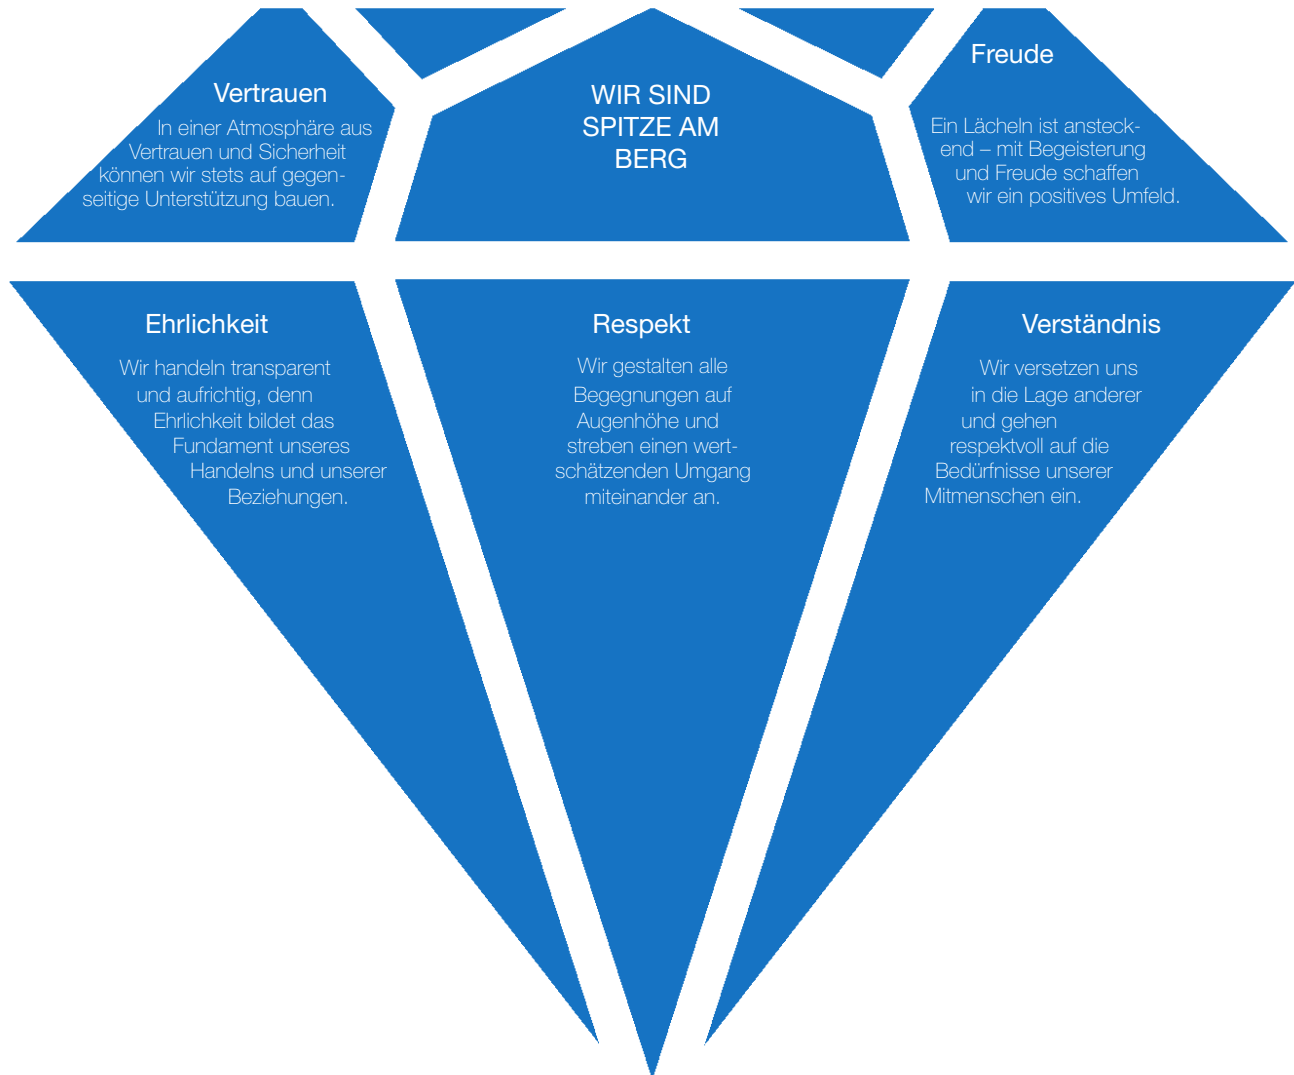 Vertrauen
In einer Atmosphäre aus
Vertrauen und Sicherheit
können wir stets auf gegen-
seitige Unterstützung bauen.
WIR SIND
SPITZE AM
BERG
Freude
Ein Lächeln ist ansteck-
end – mit Begeisterung
und Freude schaffen
wir ein positives Umfeld.
Ehrlichkeit
Wir handeln transparent
und aufrichtig, denn
Ehrlichkeit bildet das
Fundament unseres
Handelns und unserer
Beziehungen.
Respekt
Wir gestalten alle
Begegnungen auf
Augenhöhe und
streben einen wert-
schätzenden Umgang
miteinander an.
Verständnis
Wir versetzen uns
in die Lage anderer
und gehen
respektvoll auf die
Bedürfnisse unserer
Mitmenschen ein.